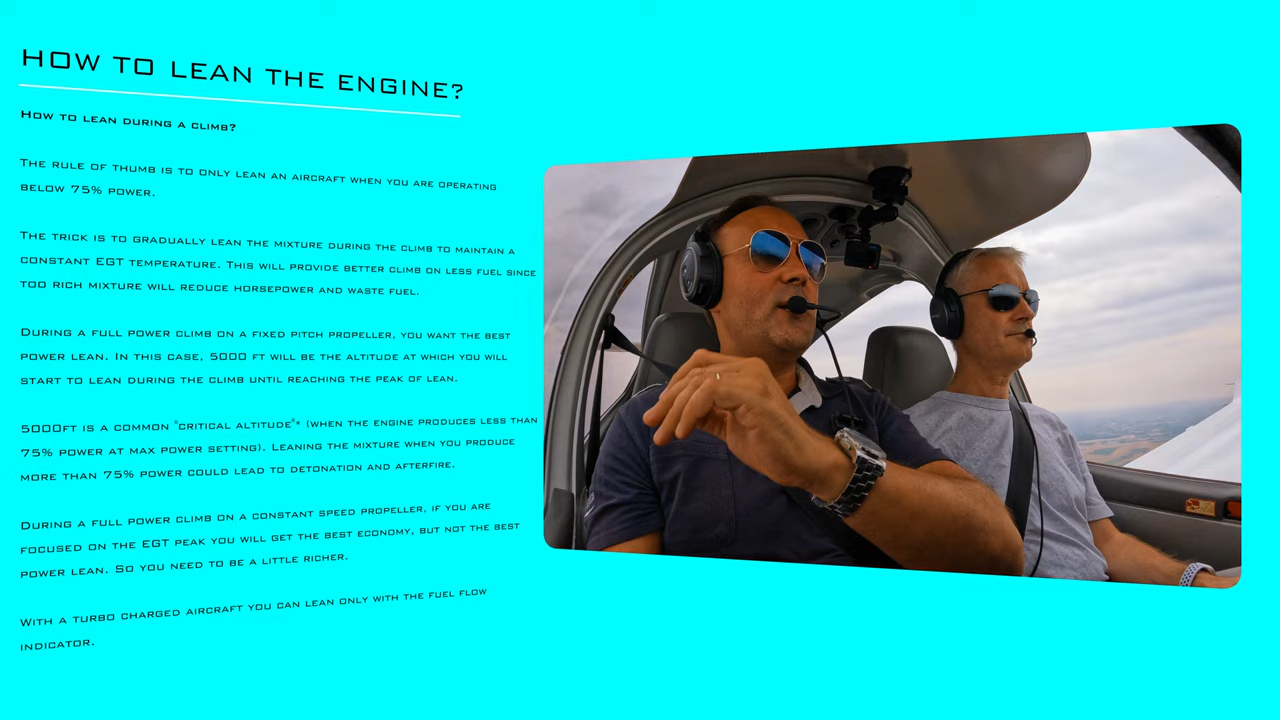 How to lean the engine?
How to lean during a climb?
The rule of thumb is to only lean an aircraft when you are operating
below 75% power.
The trick is to gradually lean the mixture during the climb to maintain a
constant EGT temperature. This will provide better climb on less fuel since
too rich mixture will reduce horsepower and waste fuel.
During a full power climb on a fixed pitch propeller, you want the best
power lean. In this case, 5000 ft will be the altitude at which you will
start to lean during the climb until reaching the peak of lean.
5000ft is a common "critical altitude"* (when the engine produces less than
75% power at max power setting). Leaning the mixture when you produce
more than 75% power could lead to detonation and afterfire.
During a full power climb on a constant speed propeller, if you are
focused on the EGT peak you will get the best economy, but not the best
power lean. So you need to be a little richer.
With a turbo charged aircraft you can lean only with the fuel flow
indicator.